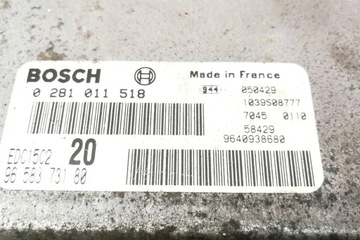 BOSCH
Made in France
0 281 011 518
944 050429
1039S08777
7045 0110
58429
9640938680
EDC15C2 20
96 583 731 80